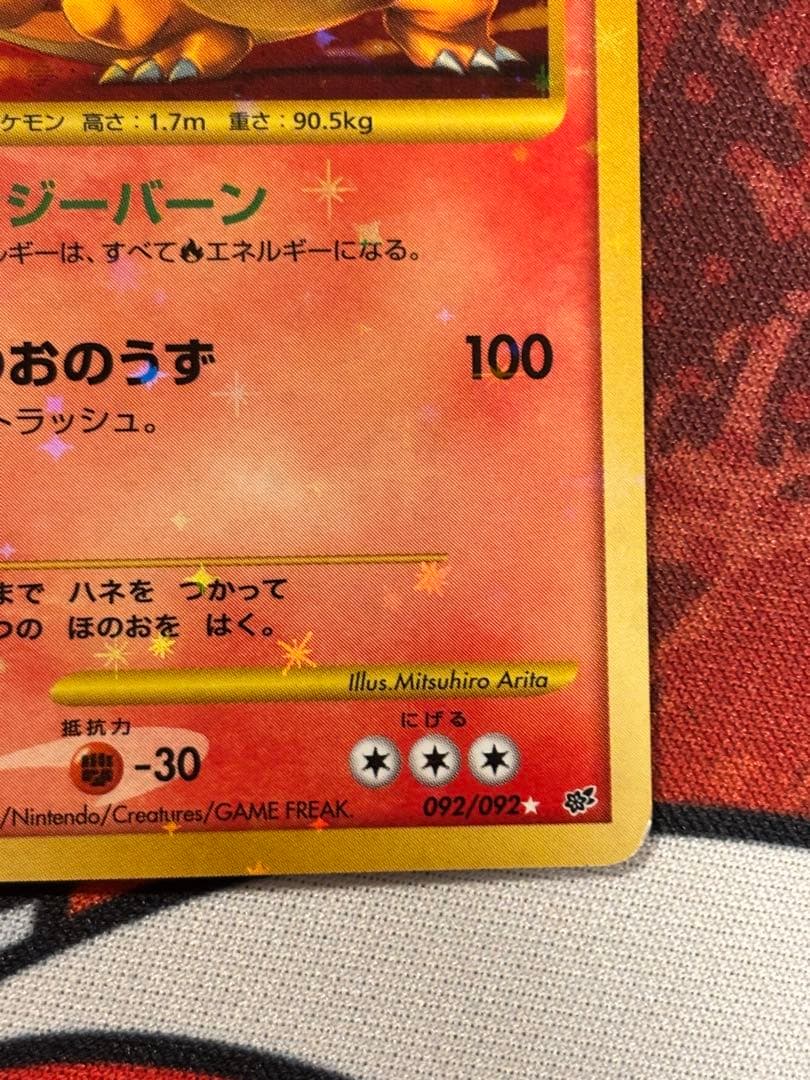 ケモン 高さ：1.7m 重さ：90.5kg
ジーバーン
ルギーは、すべてエネルギーになる。
のおのうず 100
トラッシュ。
まで ハネを つかって
つの ほのおを はく。
Illus.Mitsuhiro Arita
抵抗力 にげる
-30
/Nintendo/Creatures/GAME FREAK. 092/092★